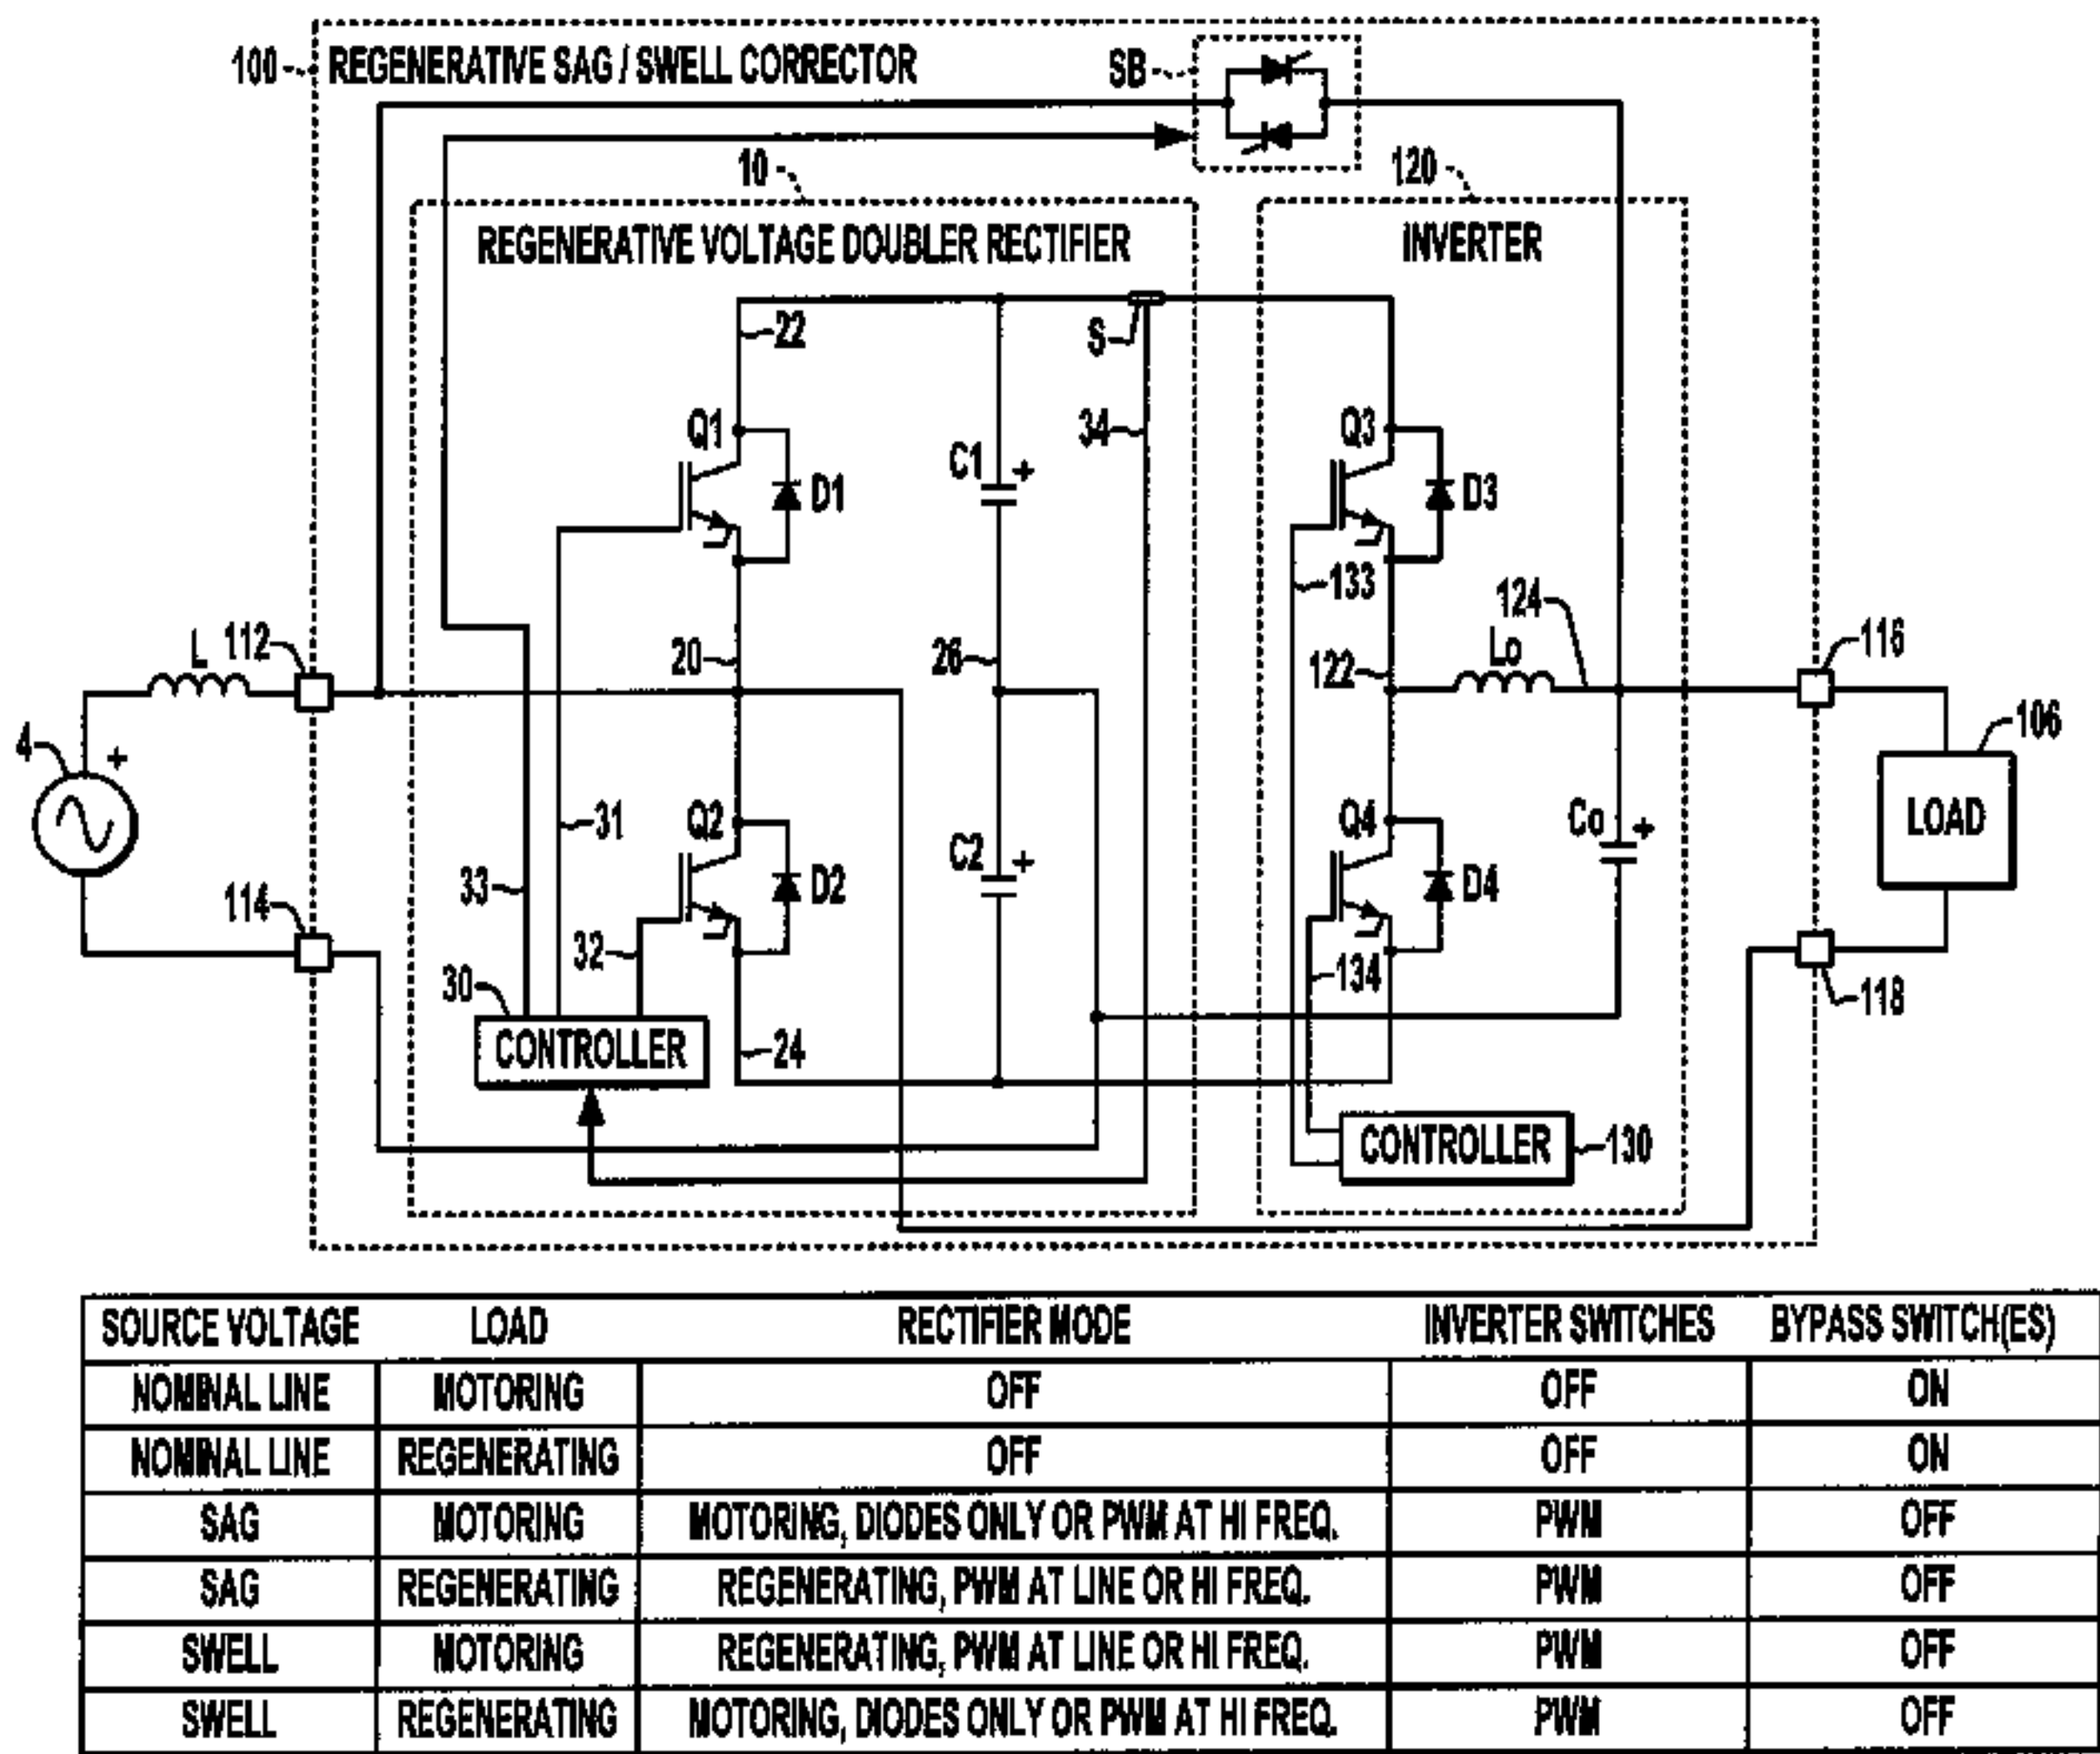 100
REGENERATIVE SAG / SWELL CORRECTOR
SB
10
120
REGENERATIVE VOLTAGE DOUBLER RECTIFIER
INVERTER
22
S
Q1
D1
C1 +
34
Q3
D3
133
124
L
112
20
26
122
Lo
116
4
+
106
LOAD
31
Q2
D2
C2 +
Q4
D4
Co +
33
114
32
134
118
30
CONTROLLER
24
CONTROLLER
130
SOURCE VOLTAGE LOAD RECTIFIER MODE INVERTER SWITCHES BYPASS SWITCH(ES)
NOMINAL LINE MOTORING OFF OFF ON
NOMINAL LINE REGENERATING OFF OFF ON
SAG MOTORING MOTORING, DIODES ONLY OR PWM AT HI FREQ. PWM OFF
SAG REGENERATING REGENERATING, PWM AT LINE OR HI FREQ. PWM OFF
SWELL MOTORING REGENERATING, PWM AT LINE OR HI FREQ. PWM OFF
SWELL REGENERATING MOTORING, DIODES ONLY OR PWM AT HI FREQ. PWM OFF